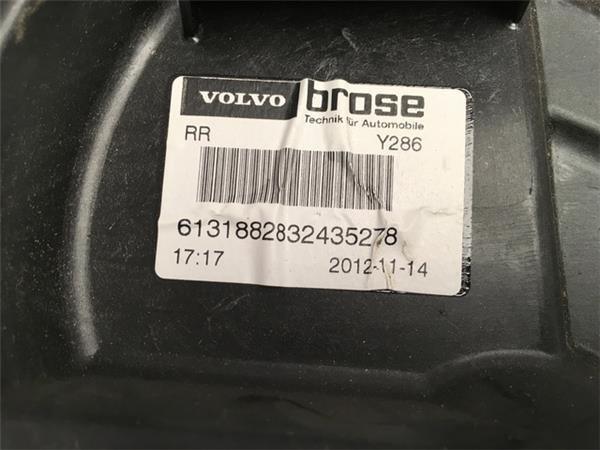 VOLVO brose
Technik für Automobile
RR Y286
6131882832435278
17:17 2012-11-14